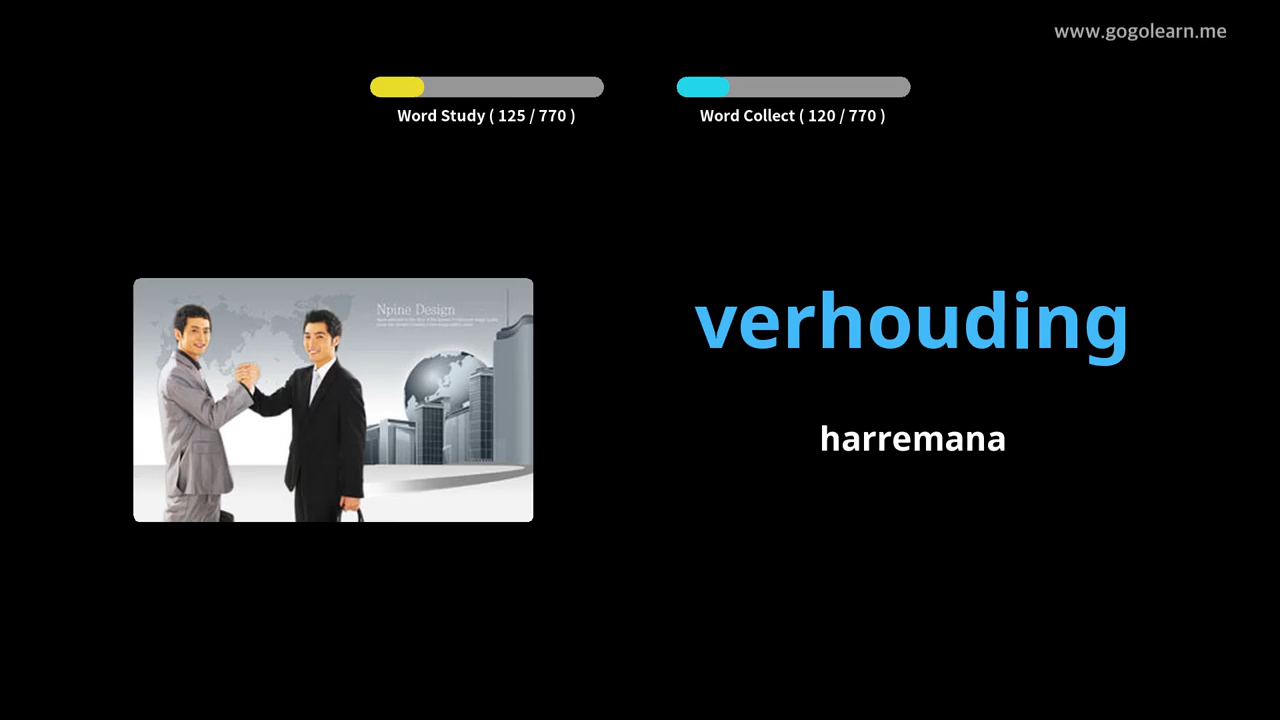 www.gogolearn.me
Word Study ( 125 / 770 )
Word Collect ( 120 / 770 )
Npine Design
verhouding
harremana